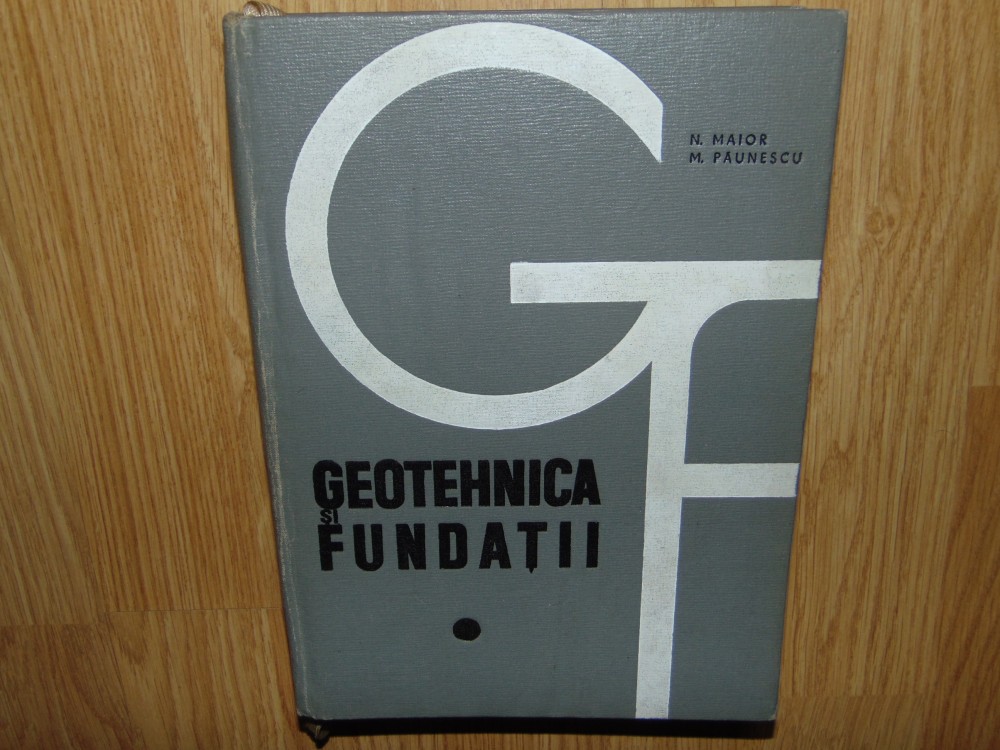 N. MAIOR
M. PĂUNESCU
GF
GEOTEHNICA
ȘI
FUNDAȚII